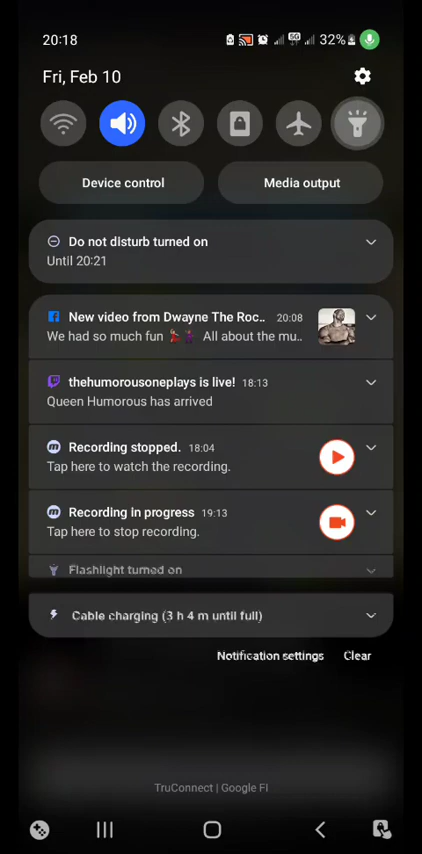 20:18
5G
32%
Fri, Feb 10
Device control
Media output
Do not disturb turned on
Until 20:21
New video from Dwayne The Roc.. 20:08
We had so much fun 💃🕺 All about the mu..
thehumorousoneplays is live! 18:13
Queen Humorous has arrived
Recording stopped. 18:04
Tap here to watch the recording.
Recording in progress 19:13
Tap here to stop recording.
Flashlight turned on
Cable charging (3 h 4 m until full)
Notification settings
Clear
TruConnect | Google FI